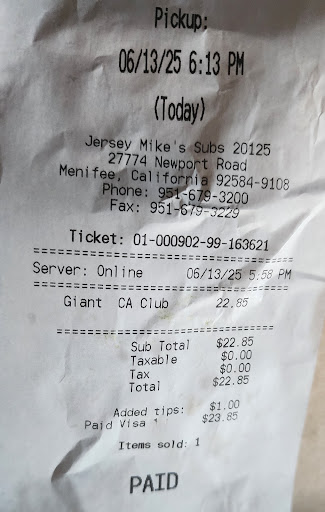 Pickup:
06/13/25 6:13 PM
(Today)
Jersey Mike's Subs 20125
27774 Newport Road
Menifee, California 92584-9108
Phone: 951-679-3200
Fax: 951-679-3229
Ticket: 01-000902-99-163621
==================================
Server: Online 06/13/25 5:58 PM
==================================
Giant CA Club 22.85
==================================
Sub Total $22.85
Taxable $0.00
Tax $0.00
Total $22.85
Added tips: $1.00
Paid Visa $23.85
Items sold: 1
PAID